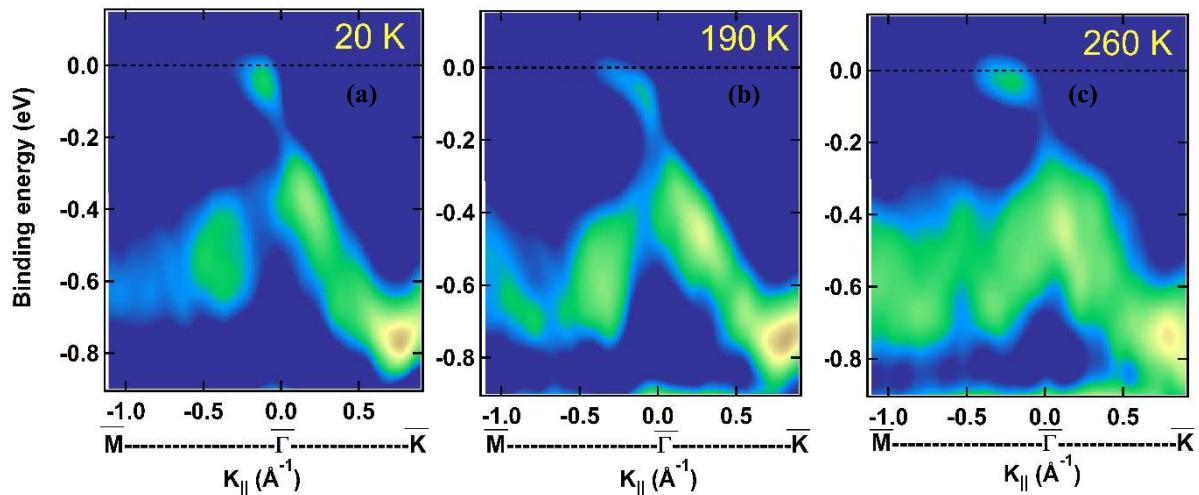 20 K
190 K
260 K
(a)
(b)
(c)
Binding energy (eV)
0.0
-0.2
-0.4
-0.6
-0.8
0.0
-0.2
-0.4
-0.6
-0.8
0.0
-0.2
-0.4
-0.6
-0.8
-1.0 -0.5 0.0 0.5
-1.0 -0.5 0.0 0.5
-1.0 -0.5 0.0 0.5
M̅-----------------Γ̅-------------K̅
M̅-----------------Γ̅-------------K̅
M̅-----------------Γ̅-------------K̅
K|| (Å⁻¹)
K|| (Å⁻¹)
K|| (Å⁻¹)